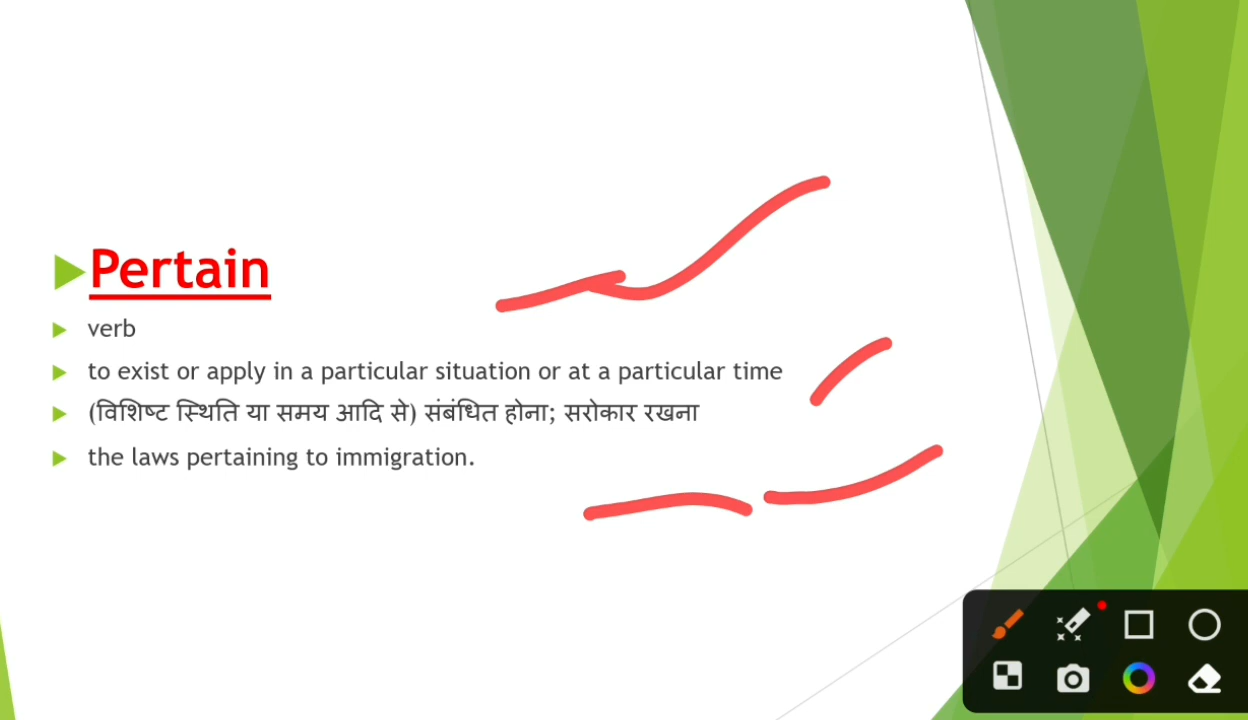 Pertain
verb
to exist or apply in a particular situation or at a particular time
(विशिष्ट स्थिति या समय आदि से) संबंधित होना; सरोकार रखना
the laws pertaining to immigration.